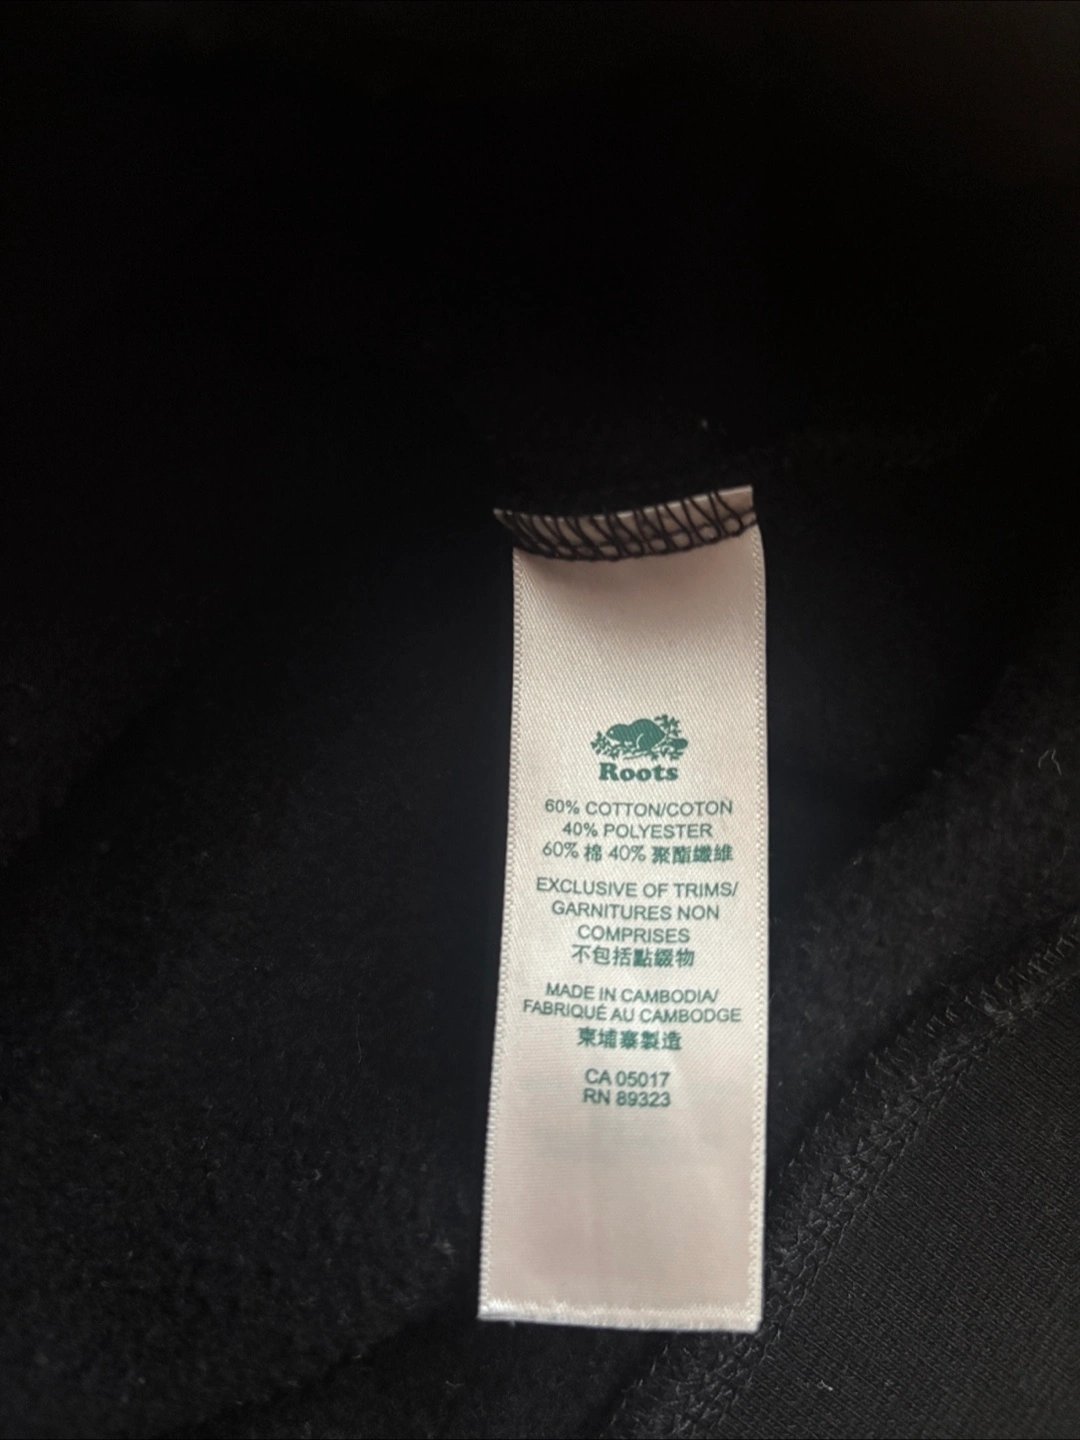 Roots
60% COTTON/COTON
40% POLYESTER
60% 棉 40% 聚酯纖維
EXCLUSIVE OF TRIMS/
GARNITURES NON
COMPRISES
不包括點綴物
MADE IN CAMBODIA/
FABRIQUÉ AU CAMBODGE
柬埔寨製造
CA 05017
RN 89323